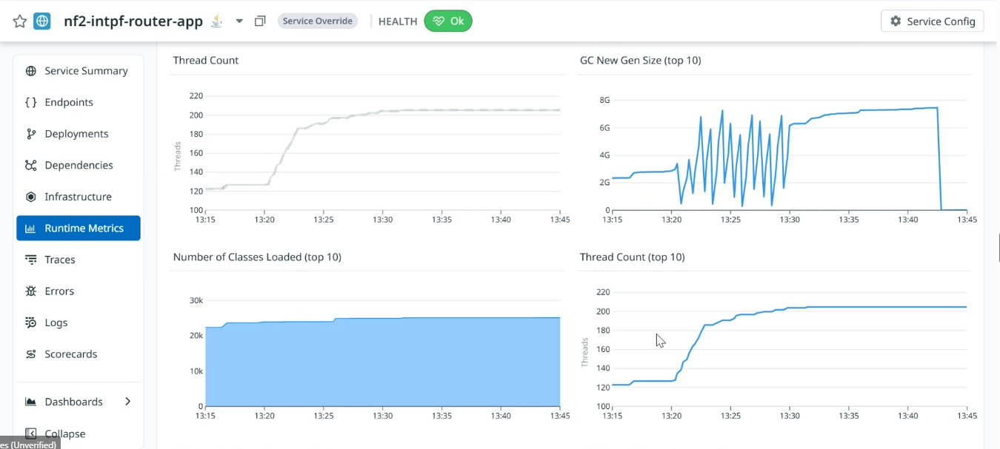 nf2-intpf-router-app
Service Override
HEALTH
Ok
Service Config
Service Summary
Endpoints
Deployments
Dependencies
Infrastructure
Runtime Metrics
Traces
Errors
Logs
Scorecards
Dashboards
Collapse
es (Unverified)
Thread Count
Threads
220
200
180
160
140
120
100
13:15 13:20 13:25 13:30 13:35 13:40 13:45
GC New Gen Size (top 10)
8G
6G
4G
2G
0
13:15 13:20 13:25 13:30 13:35 13:40 13:45
Number of Classes Loaded (top 10)
30k
20k
10k
0
13:15 13:20 13:25 13:30 13:35 13:40 13:45
Thread Count (top 10)
Threads
220
200
180
160
140
120
100
13:15 13:20 13:25 13:30 13:35 13:40 13:45